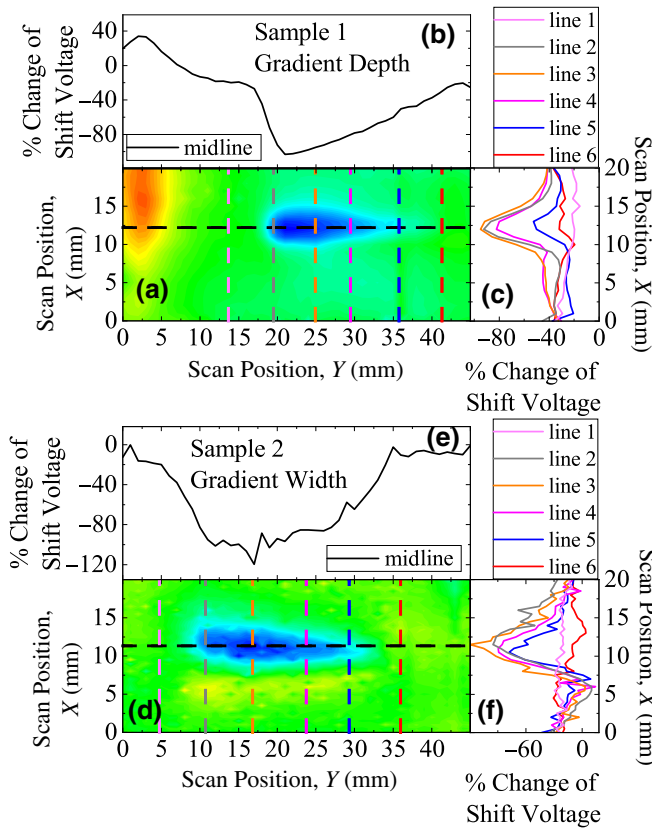 % Change of
Shift Voltage
40
0
-40
-80
Sample 1
Gradient Depth
(b)
midline
line 1
line 2
line 3
line 4
line 5
line 6
Scan Position,
X (mm)
15
10
5
0
(a)
0 5 10 15 20 25 30 35 40
Scan Position, Y (mm)
(c)
20
15
10
5
0
Scan Position, X (mm)
-80 -40 0
% Change of
Shift Voltage
% Change of
Shift Voltage
0
-40
-80
-120
Sample 2
Gradient Width
(e)
midline
line 1
line 2
line 3
line 4
line 5
line 6
Scan Position,
X (mm)
20
15
10
5
0
(d)
0 5 10 15 20 25 30 35 40
Scan Position, Y (mm)
(f)
20
15
10
5
0
Scan Position, X (mm)
-60 0
% Change of
Shift Voltage